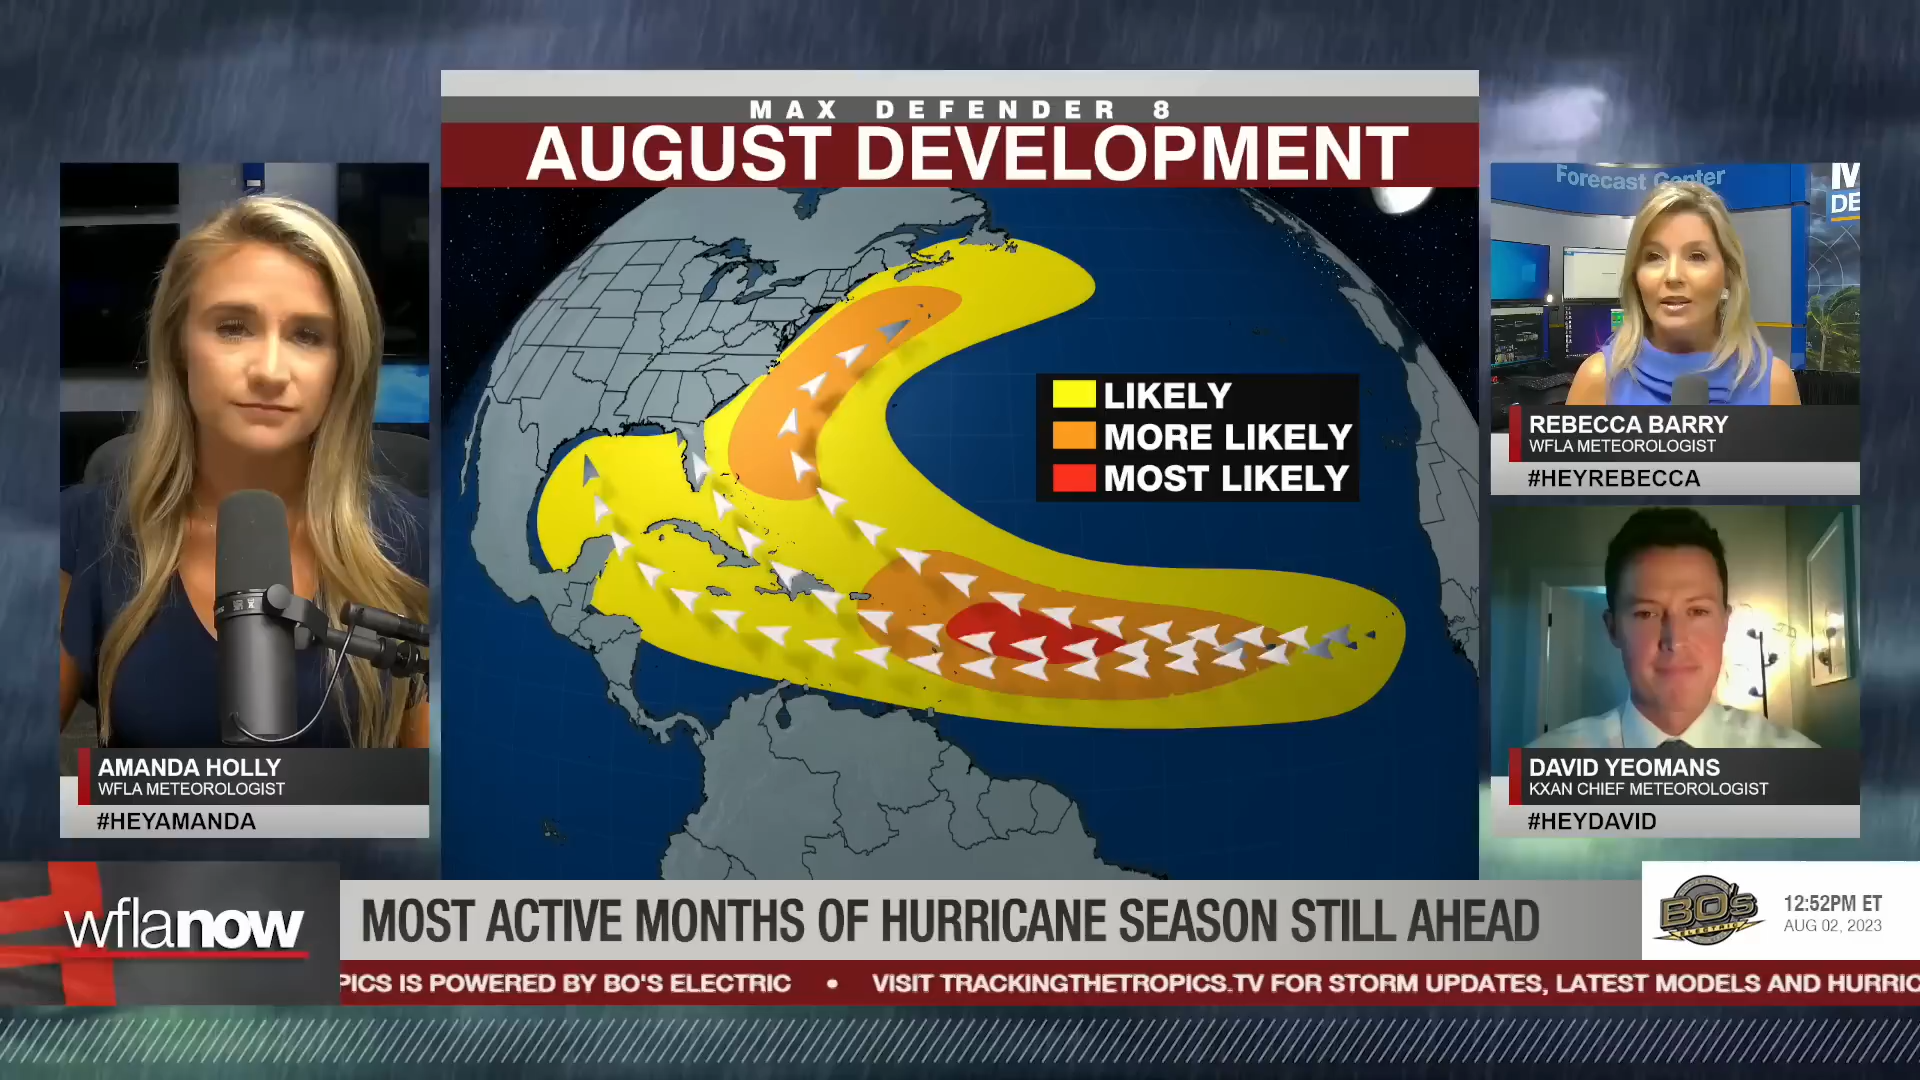 MAX DEFENDER 8
AUGUST DEVELOPMENT
LIKELY
MORE LIKELY
MOST LIKELY
Forecast Center
DE
AMANDA HOLLY
WFLA METEOROLOGIST
#HEYAMANDA
REBECCA BARRY
WFLA METEOROLOGIST
#HEYREBECCA
DAVID YEOMANS
KXAN CHIEF METEOROLOGIST
#HEYDAVID
wflanow
MOST ACTIVE MONTHS OF HURRICANE SEASON STILL AHEAD
BO's
ELECTRIC
12:52PM ET
AUG 02, 2023
PICS IS POWERED BY BO'S ELECTRIC • VISIT TRACKINGTHETROPICS.TV FOR STORM UPDATES, LATEST MODELS AND HURRIC